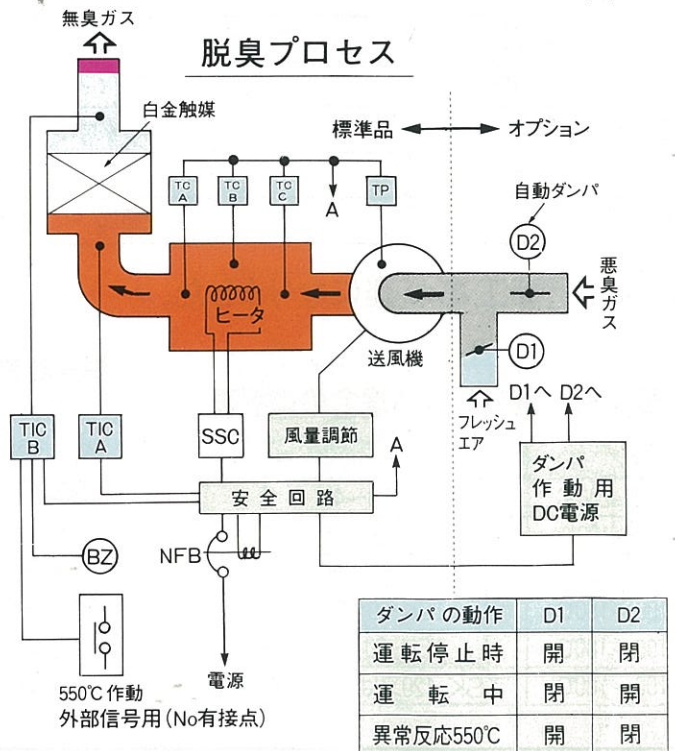 無臭ガス
脱臭プロセス
白金触媒
標準品
オプション
TC
A
TC
B
TC
C
A
TP
自動ダンパ
D2
悪臭ガス
ヒータ
送風機
D1
フレッシュ
エア
D1へ D2へ
TIC
B
TIC
A
SSC
風量調節
A
ダンパ
作動用
DC電源
安全回路
BZ
NFB
電源
550℃作動
外部信号用(No有接点)
ダンパの動作 D1 D2
運転停止時 開 閉
運転中 閉 開
異常反応550℃ 開 閉